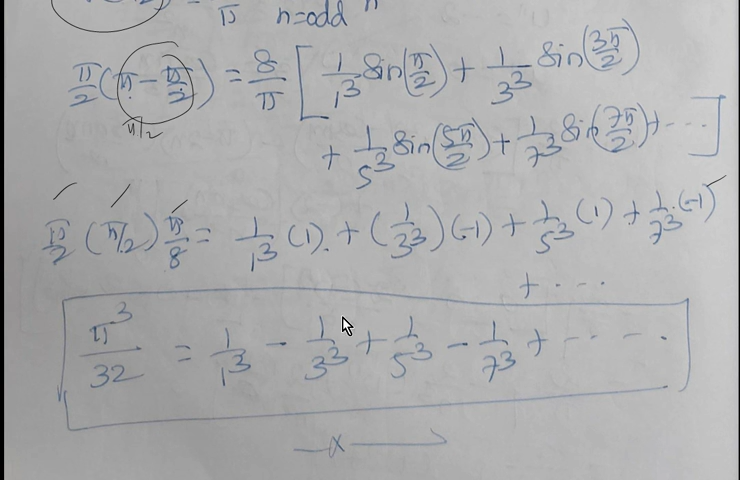 π n=odd n
π/2 (π - π/2) = 8/π [ 1/1³ Sin(π/2) + 1/3³ Sin(3π/2)
π/2
+ 1/5³ Sin(5π/2) + 1/7³ Sin(7π/2) + ... ]
π/2 (π/2) π/8 = 1/1³ (1) . + (1/3³) (-1) + 1/5³ (1) + 1/7³ . (-1)
+ ....
π³/32 = 1/1³ - 1/3³ + 1/5³ - 1/7³ + ......
—x—